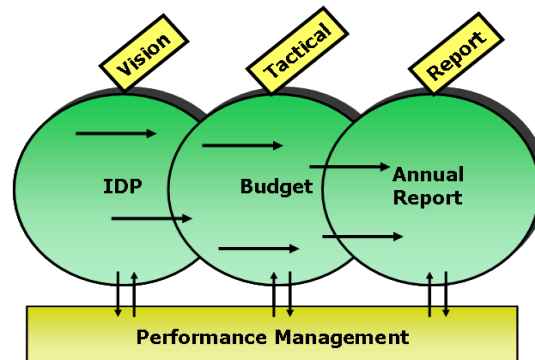 Vision
Tactical
Report
IDP
Budget
Annual
Report
Performance Management